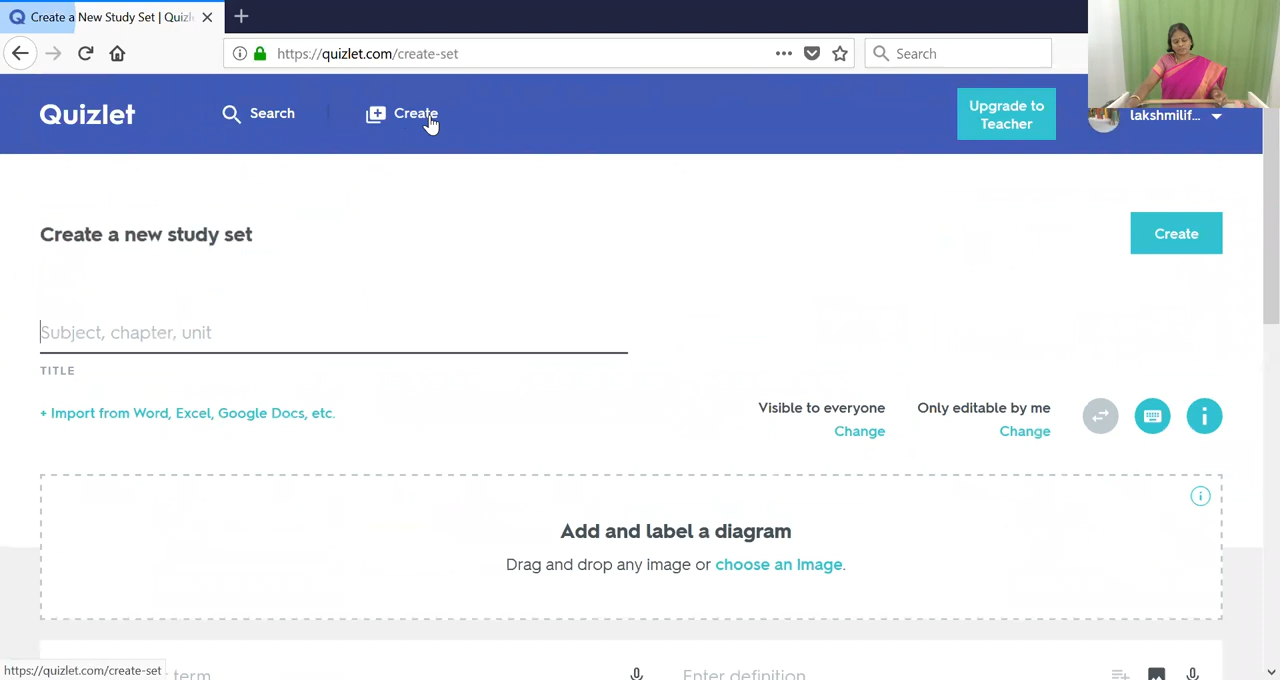 Create a New Study Set | Quizl
https://quizlet.com/create-set
Search
Quizlet
Search
Create
Upgrade to
Teacher
lakshmilif...
Create a new study set
Create
Subject, chapter, unit
TITLE
+ Import from Word, Excel, Google Docs, etc.
Visible to everyone
Change
Only editable by me
Change
Add and label a diagram
Drag and drop any image or choose an image.
https://quizlet.com/create-set
term
Enter definition